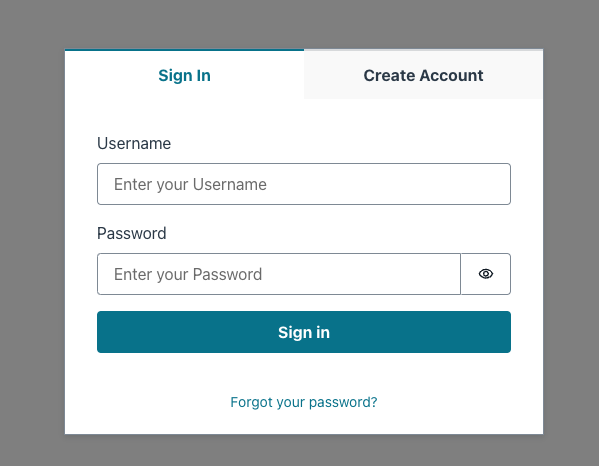 Sign In
Create Account
Username
Enter your Username
Password
Enter your Password
Sign in
Forgot your password?